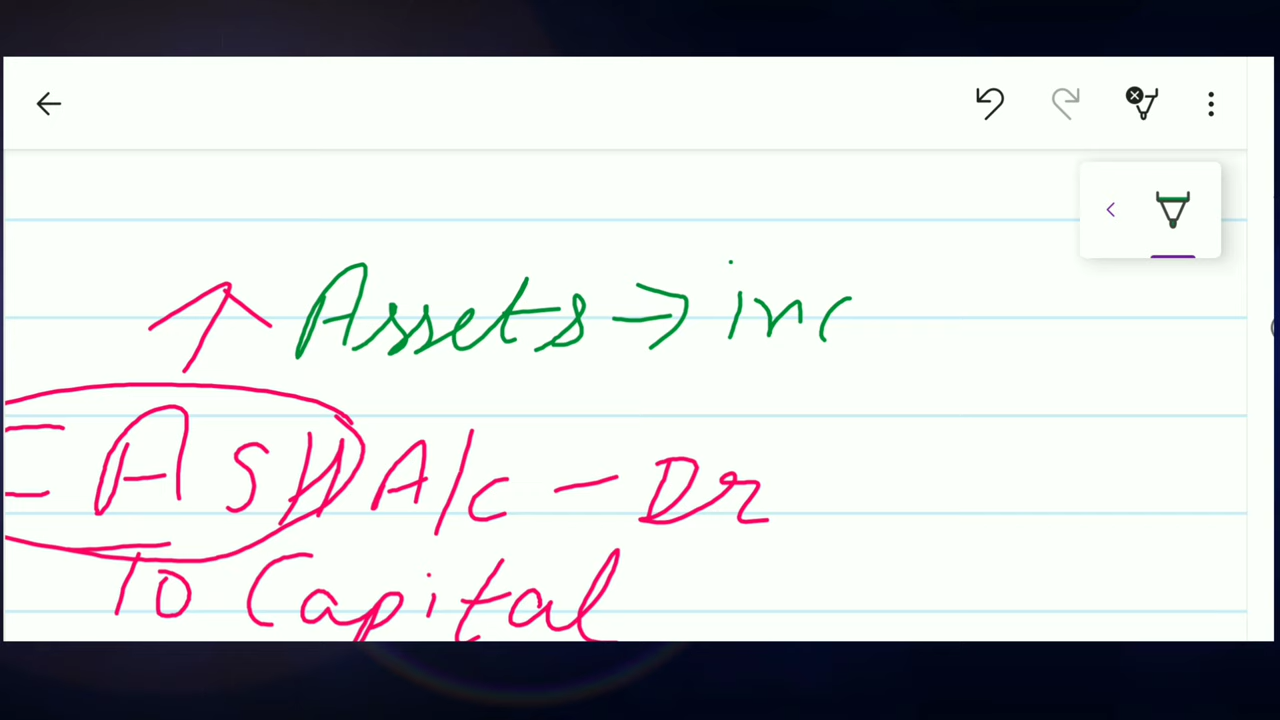 Assets → inc
CASH A/c - Dr
To Capital